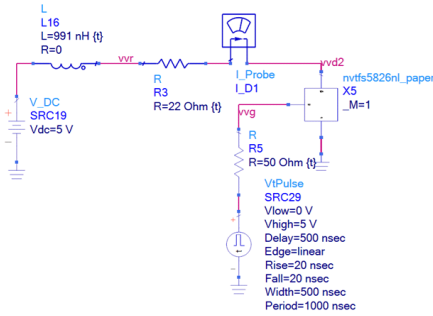 L
L16
L=991 nH {t}
R=0
vvr
R
R3
R=22 Ohm {t}
I_Probe
I_D1
vvd2
nvtfs5826nl_paper
X5
_M=1
V_DC
SRC19
Vdc=5 V
vvg
R
R5
R=50 Ohm {t}
VtPulse
SRC29
Vlow=0 V
Vhigh=5 V
Delay=500 nsec
Edge=linear
Rise=20 nsec
Fall=20 nsec
Width=500 nsec
Period=1000 nsec